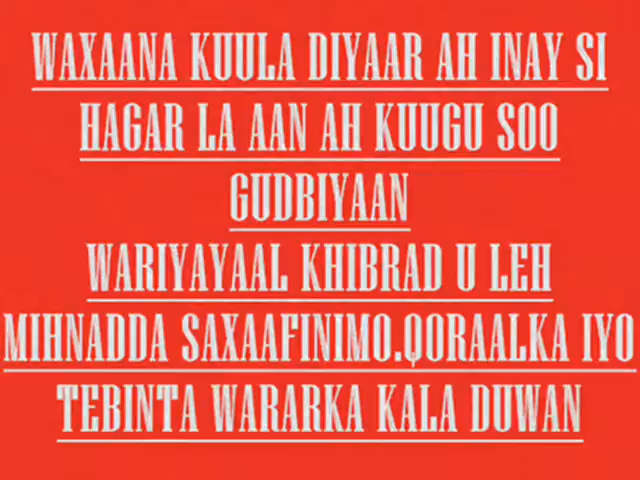 WAXAANA KUULA DIYAAR AH INAY SI
HAGAR LA AAN AH KUUGU SOO
GUDBIYAAN
WARIYAYAAL KHIBRAD U LEH
MIHNADDA SAXAAFINIMO.QORAALKA IYO
TEBINTA WARARKA KALA DUWAN